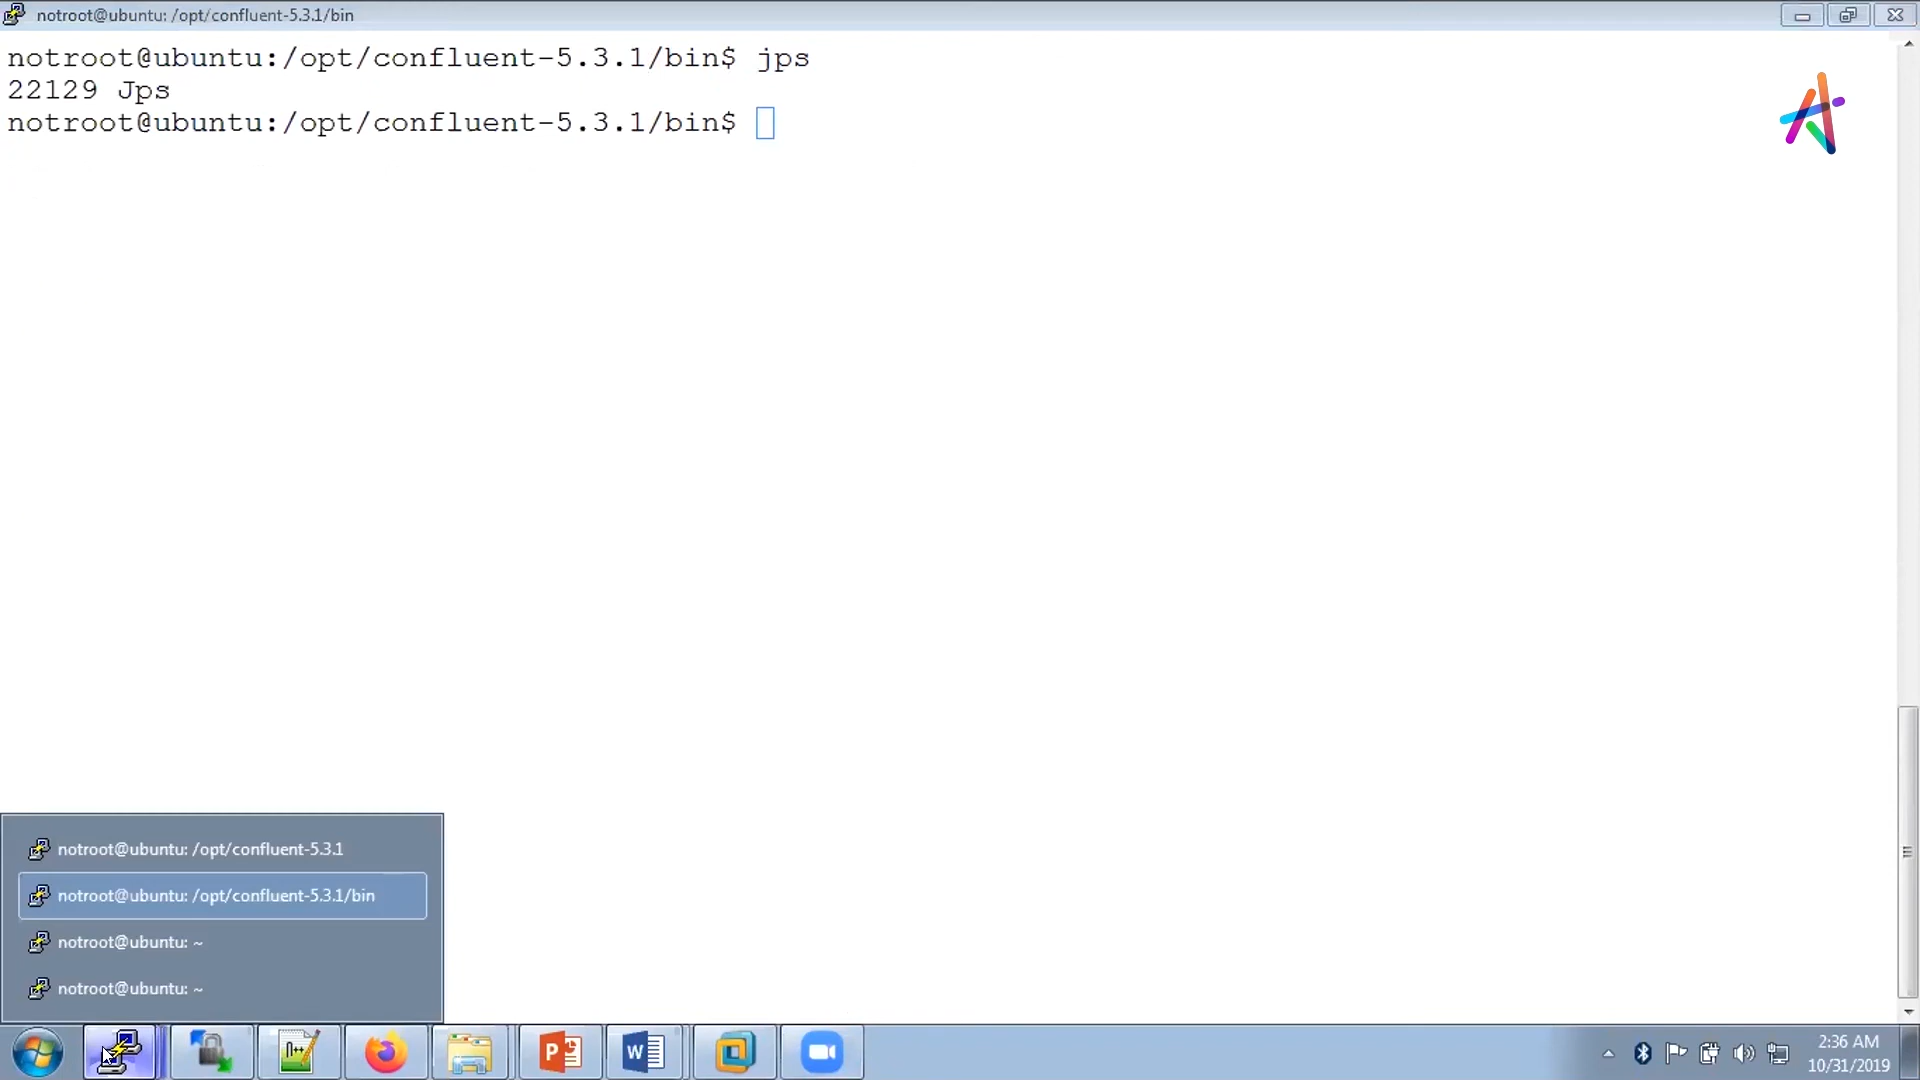 notroot@ubuntu: /opt/confluent-5.3.1/bin
notroot@ubuntu:/opt/confluent-5.3.1/bin$ jps
22129 Jps
notroot@ubuntu:/opt/confluent-5.3.1/bin$
notroot@ubuntu: /opt/confluent-5.3.1
notroot@ubuntu: /opt/confluent-5.3.1/bin
notroot@ubuntu: ~
notroot@ubuntu: ~
2:36 AM
10/31/2019